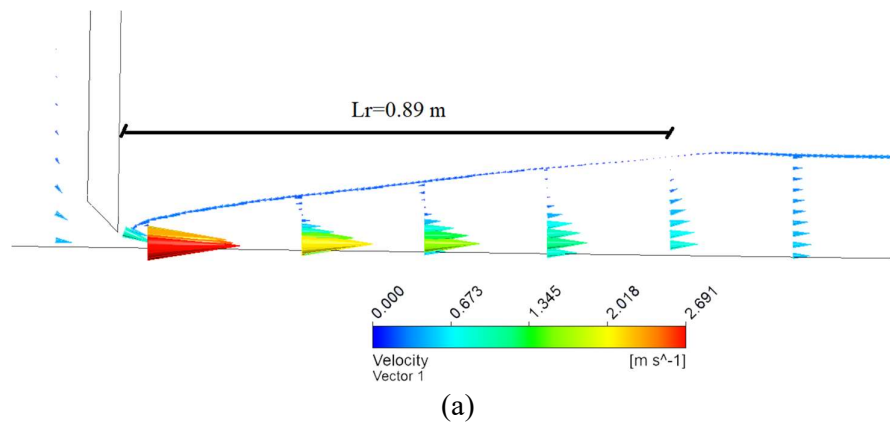 Lr=0.89 m
0.000
0.673
1.345
2.018
2.691
Velocity
[m s^-1]
Vector 1
(a)